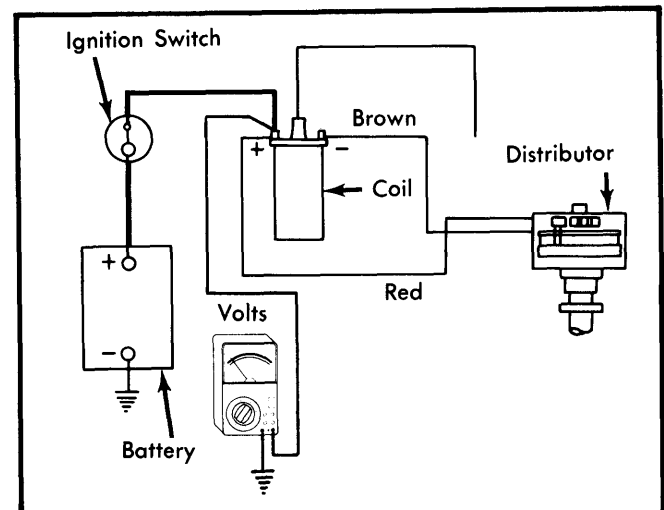 Ignition Switch
Brown
+
−
Distributor
Coil
+
Red
Volts
−
Battery